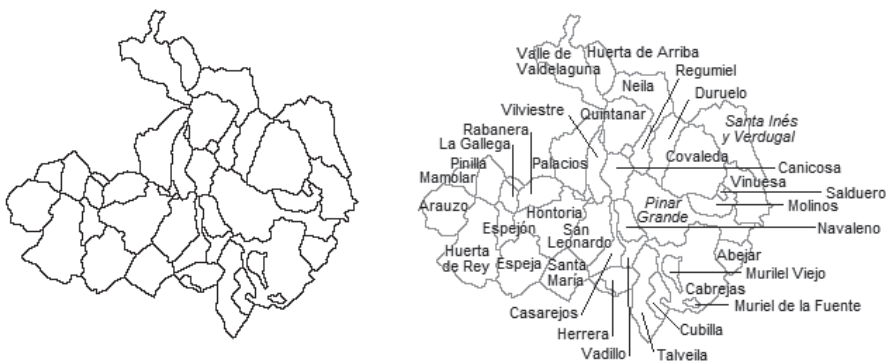 Valle de
Valdelaguna
Huerta de Arriba
Neila
Regumiel
Duruelo
Vilviestre
Quintanar
Santa Inés
y Verdugal
Rabanera
La Gallega
Pinilla
Mamolar
Palacios
Covaleda
Canicosa
Vinuesa
Salduero
Arauzo
Hontoria
Pinar
Grande
Molinos
Espejón
San
Leonardo
Navaleno
Huerta
de Rey
Espeja
Santa
María
Abejar
Murilel Viejo
Cabrejas
Casarejos
Muriel de la Fuente
Herrera
Cubilla
Vadillo
Talveila